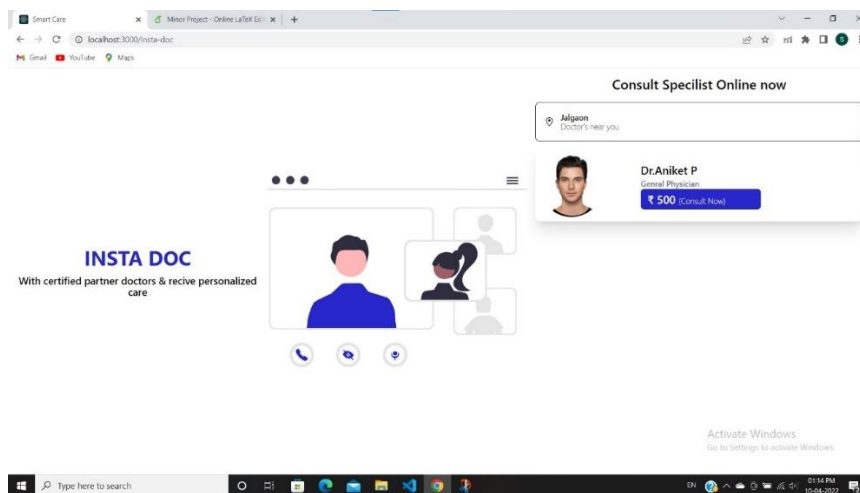 Smart Care
Minor Project - Online LaTeX Edi
localhost:3000/insta-doc
Gmail
YouTube
Maps
Consult Specilist Online now
Jalgaon
Doctor's near you
Dr.Aniket P
Genral Physician
₹ 500 (Consult Now)
INSTA DOC
With certified partner doctors & recive personalized
care
Activate Windows
Go to Settings to activate Windows.
Type here to search
EN
01:14 PM
10-04-2022